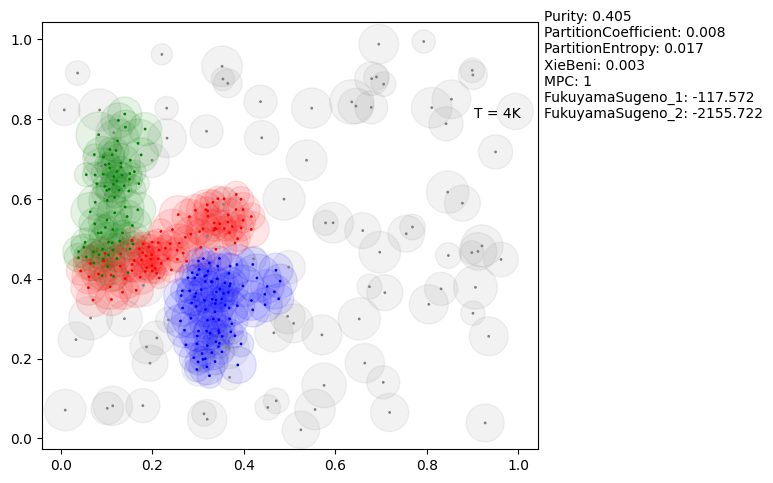 Purity: 0.405
PartitionCoefficient: 0.008
PartitionEntropy: 0.017
XieBeni: 0.003
MPC: 1
FukuyamaSugeno_1: -117.572
FukuyamaSugeno_2: -2155.722
T = 4K
1.0
0.8
0.6
0.4
0.2
0.0
0.0 0.2 0.4 0.6 0.8 1.0